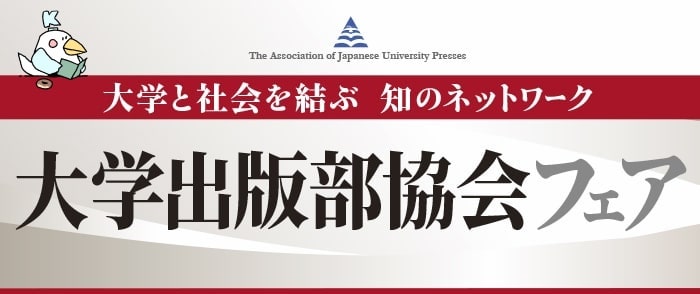 K
The Association of Japanese University Presses
大学と社会を結ぶ 知のネットワーク
大学出版部協会フェア